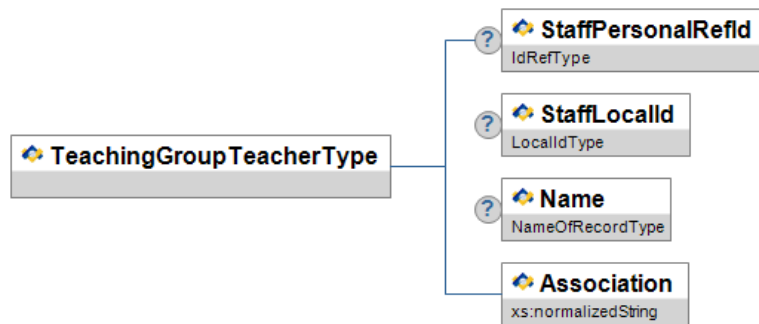 ?
StaffPersonalRefId
IdRefType
?
StaffLocalId
LocalIdType
TeachingGroupTeacherType
?
Name
NameOfRecordType
Association
xs:normalizedString